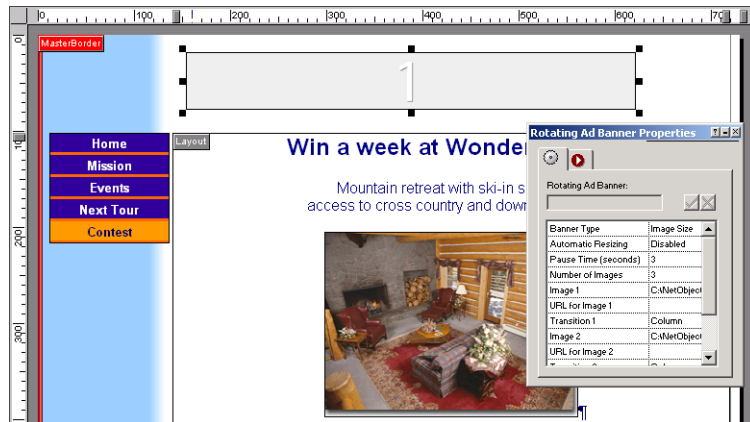 0 100 200 300 400 500 600 70
0
MasterBorder
1
100
Layout
Home
Mission
Events
Next Tour
Contest
Win a week at Wonde
Mountain retreat with ski-in s
access to cross country and dow
200
300
Rotating Ad Banner Properties
Rotating Ad Banner:
Banner Type Image Size
Automatic Resizing Disabled
Pause Time (seconds) 3
Number of Images 3
Image 1 C:\NetObject
URL for Image 1
Transition 1 Column
Image 2 C:\NetObject
URL for Image 2
¶